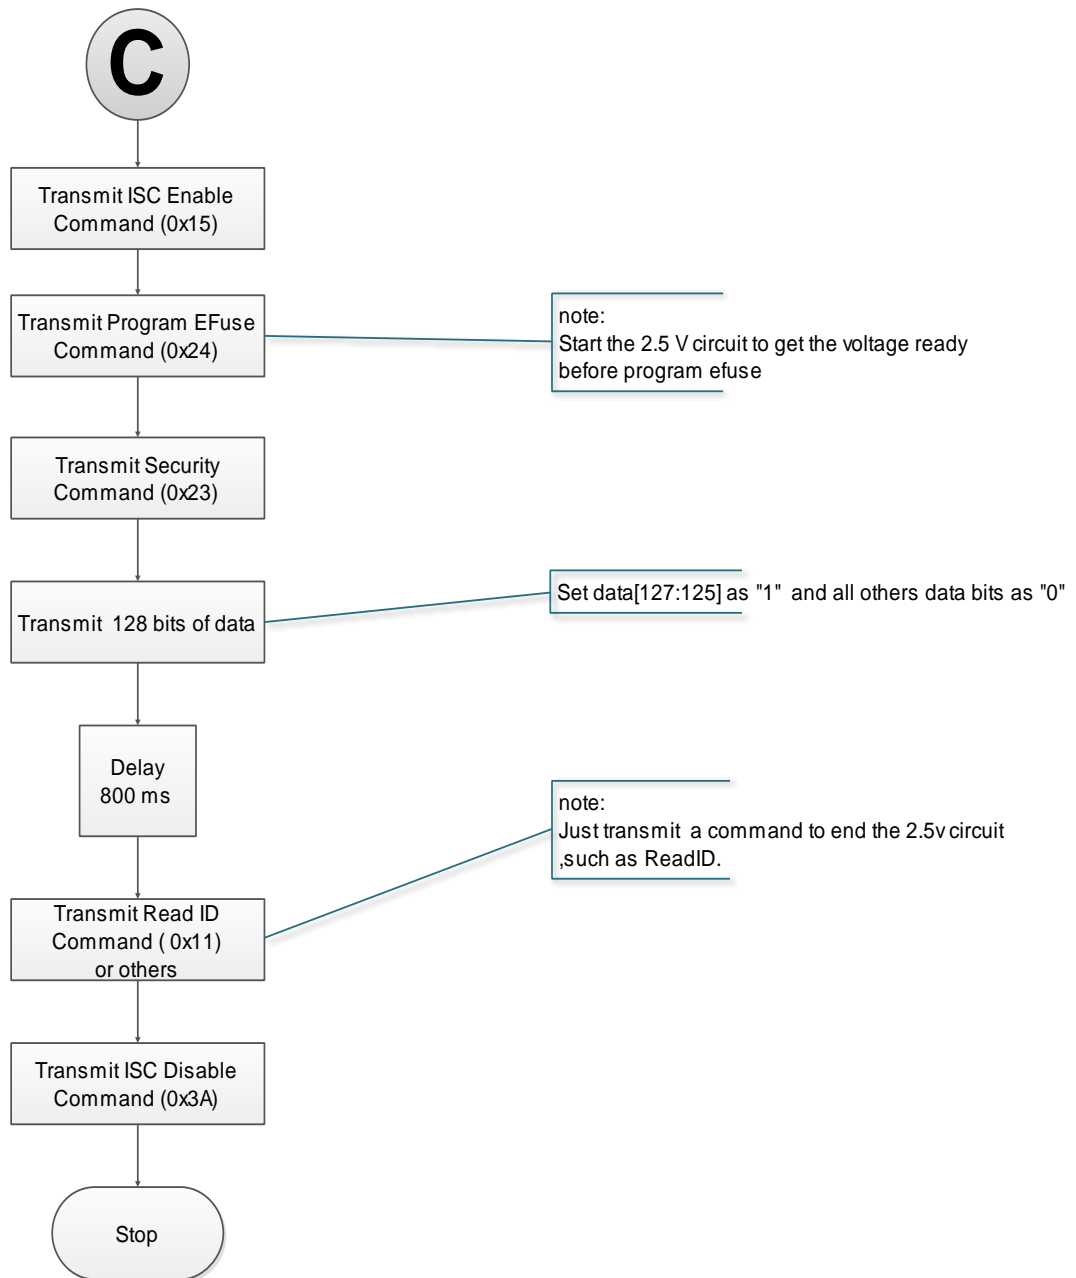 C
Transmit ISC Enable
Command (0x15)
Transmit Program EFuse
Command (0x24)
note:
Start the 2.5 V circuit to get the voltage ready
before program efuse
Transmit Security
Command (0x23)
Transmit 128 bits of data
Set data[127:125] as "1" and all others data bits as "0"
Delay
800 ms
note:
Just transmit a command to end the 2.5v circuit
,such as ReadID.
Transmit Read ID
Command ( 0x11)
or others
Transmit ISC Disable
Command (0x3A)
Stop